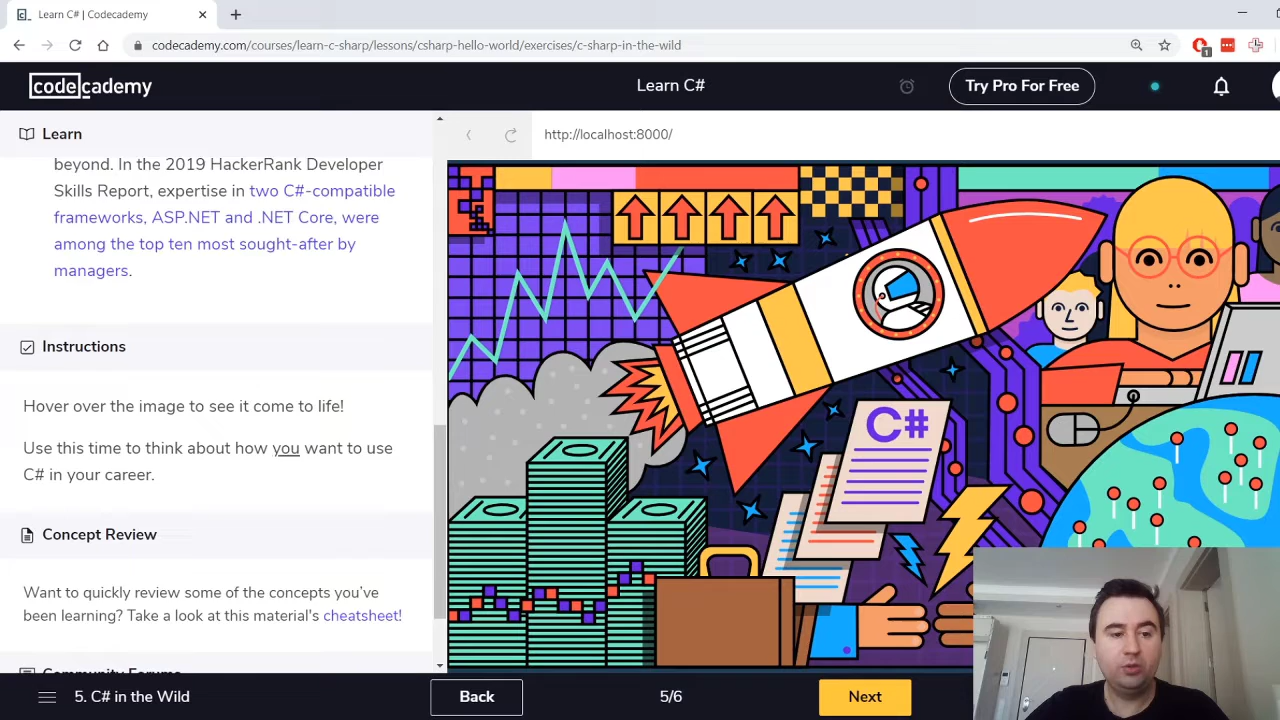 Learn C# | Codecademy
codecademy.com/courses/learn-c-sharp/lessons/csharp-hello-world/exercises/c-sharp-in-the-wild
1
codecademy
Learn C#
Try Pro For Free
Learn
http://localhost:8000/
beyond. In the 2019 HackerRank Developer
Skills Report, expertise in two C#-compatible
frameworks, ASP.NET and .NET Core, were
among the top ten most sought-after by
managers.
Instructions
Hover over the image to see it come to life!
Use this time to think about how you want to use
C# in your career.
Concept Review
Want to quickly review some of the concepts you've
been learning? Take a look at this material's cheatsheet!
Community Forums
C#
5. C# in the Wild
Back
5/6
Next